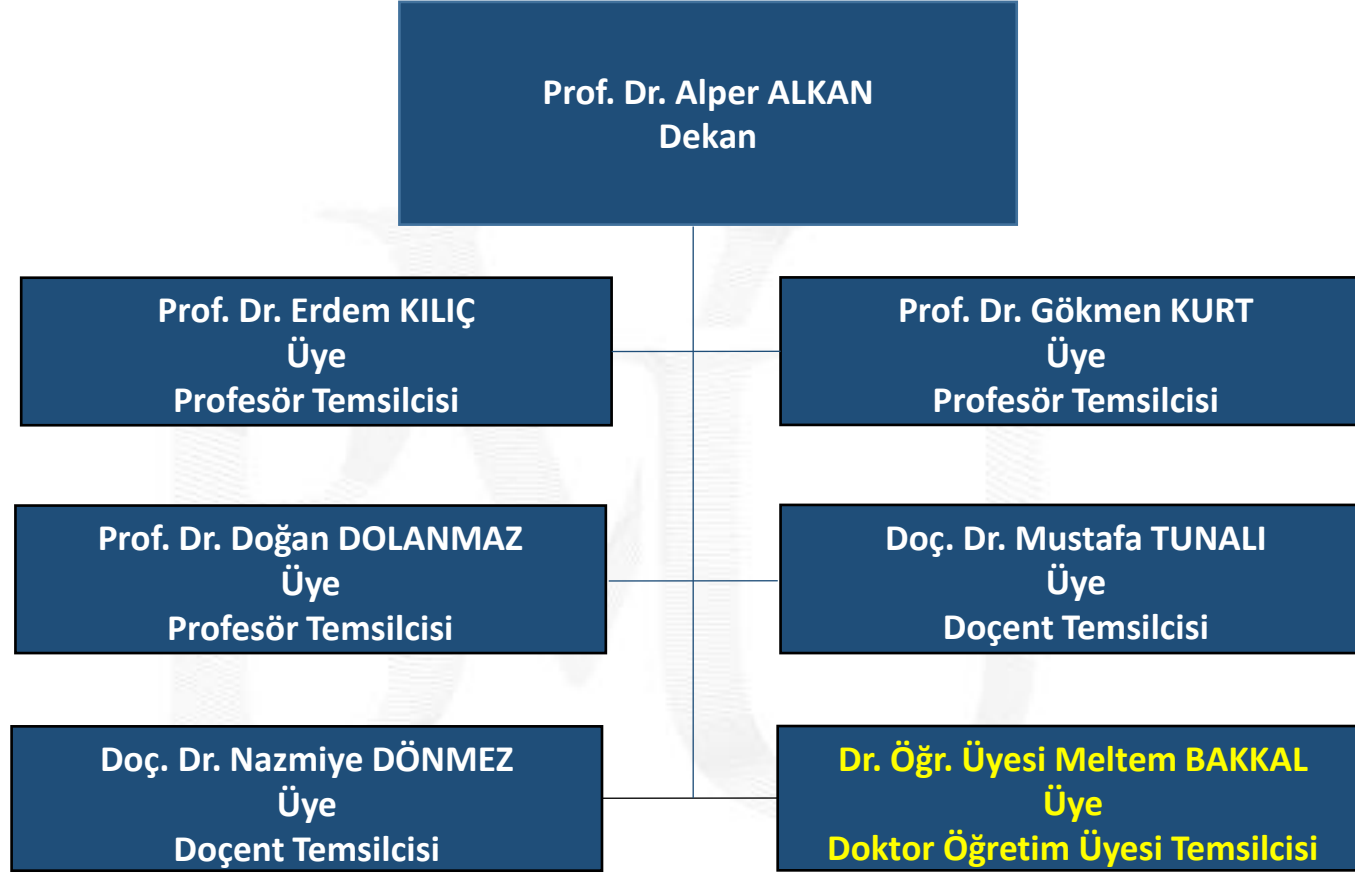 Prof. Dr. Alper ALKAN
Dekan
Prof. Dr. Erdem KILIÇ
Üye
Profesör Temsilcisi
Prof. Dr. Gökmen KURT
Üye
Profesör Temsilcisi
Prof. Dr. Doğan DOLANMAZ
Üye
Profesör Temsilcisi
Doç. Dr. Mustafa TUNALI
Üye
Doçent Temsilcisi
Doç. Dr. Nazmiye DÖNMEZ
Üye
Doçent Temsilcisi
Dr. Öğr. Üyesi Meltem BAKKAL
Üye
Doktor Öğretim Üyesi Temsilcisi